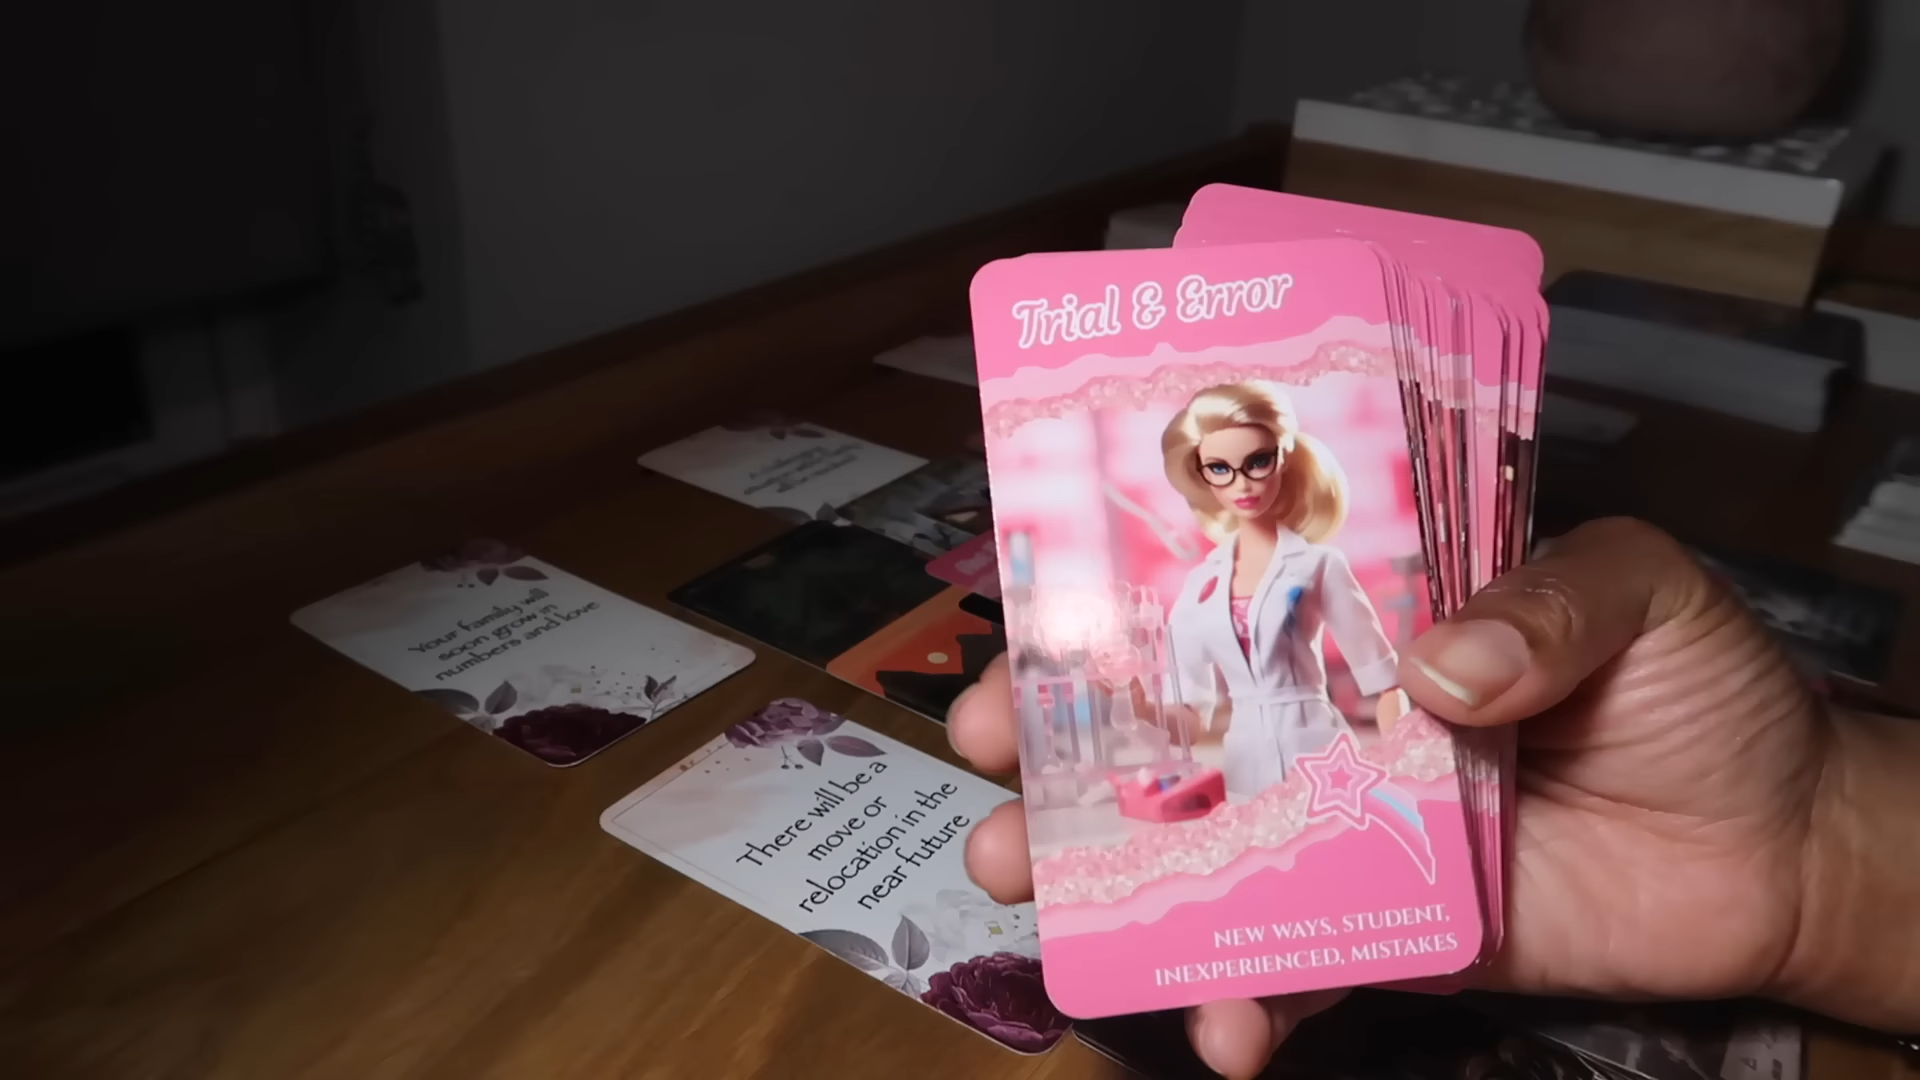 Trial & Error
NEW WAYS, STUDENT,
INEXPERIENCED, MISTAKES
Your family will
soon grow in
numbers and love
There will be a
move or
relocation in the
near future